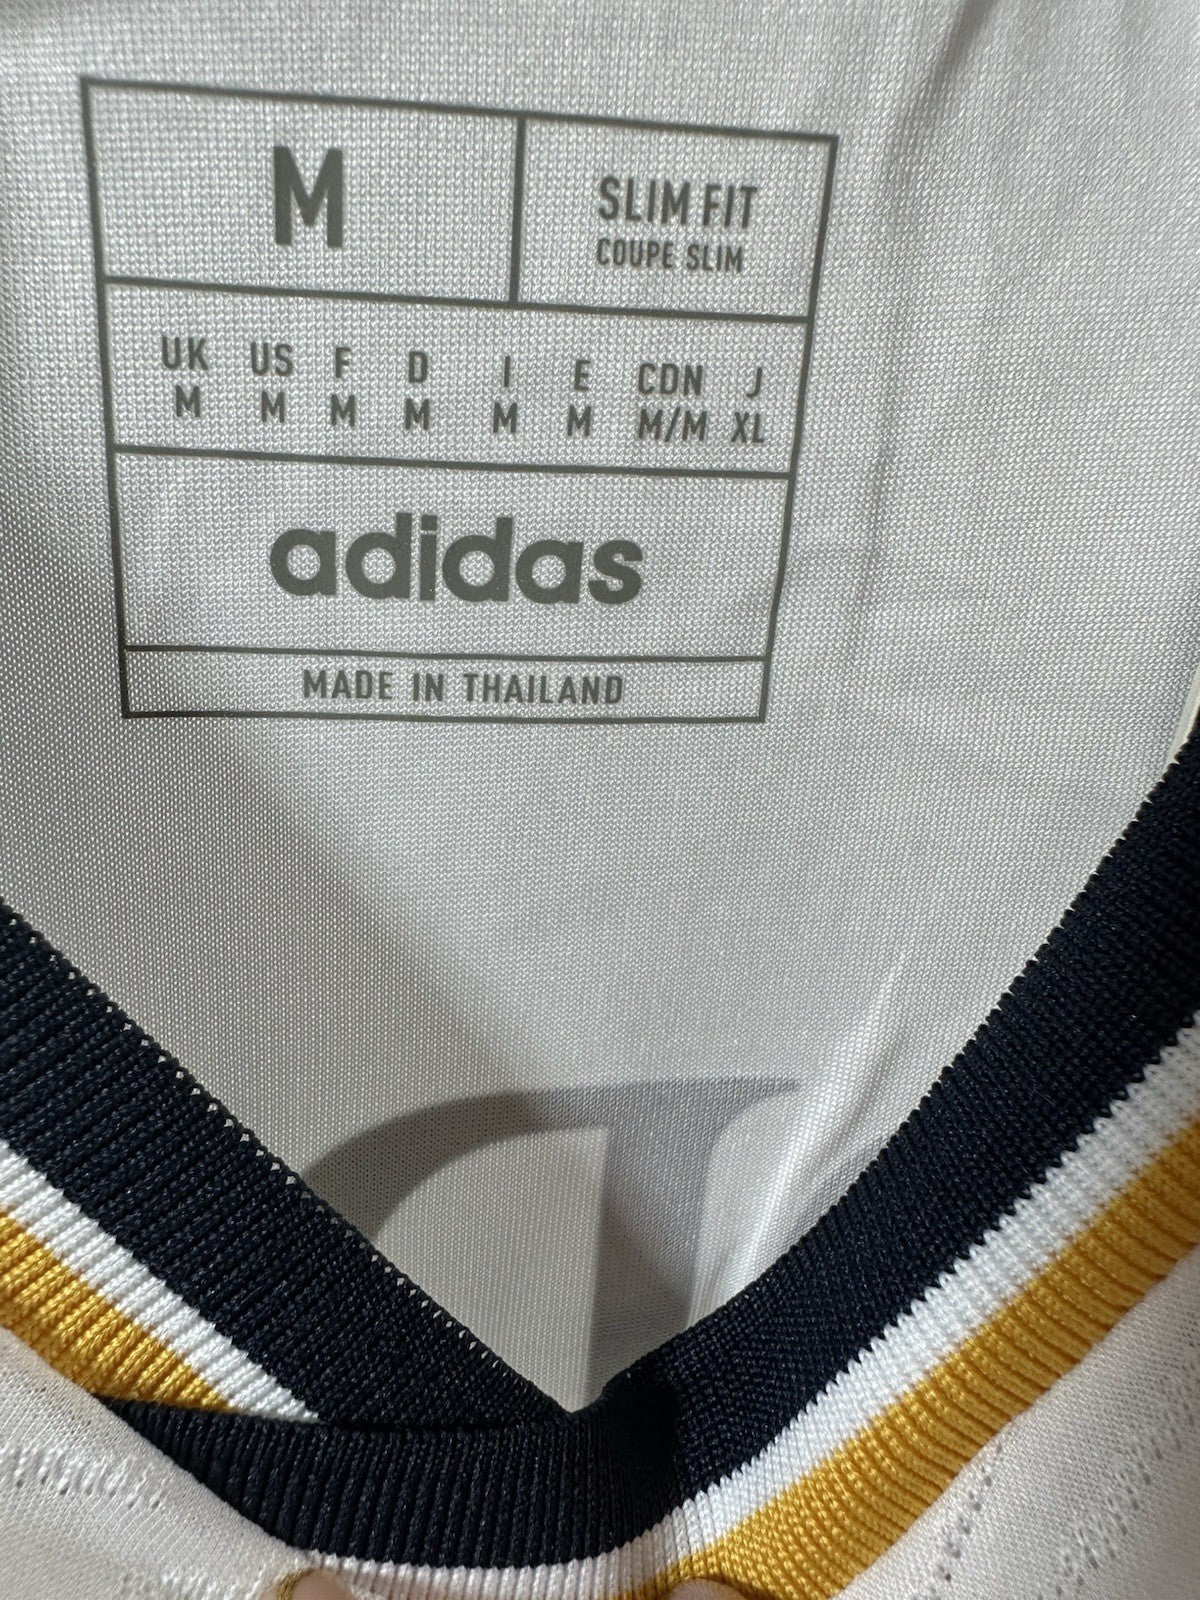 M
SLIM FIT
COUPE SLIM
UK US F D I E CDN J
M M M M M M M/M XL
adidas
MADE IN THAILAND